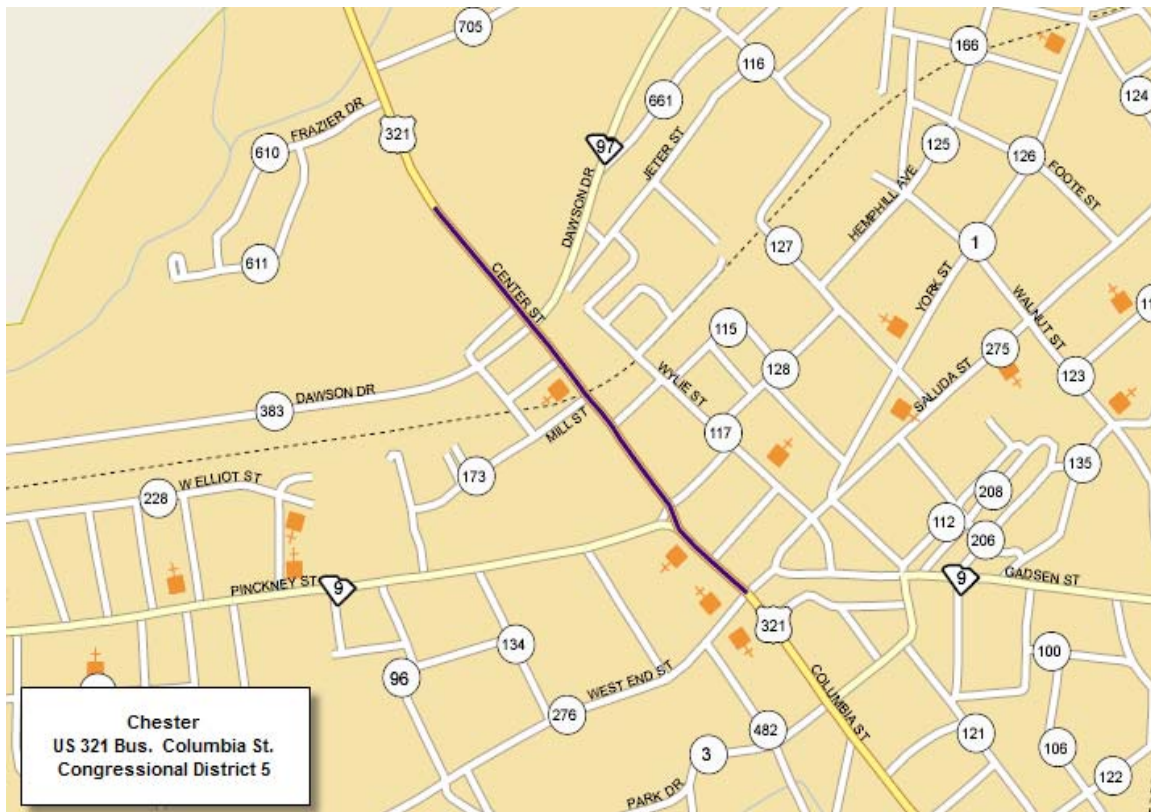 705
166
116
124
661
321
FRAZIER DR
97
610
125
126
JETER ST
FOOTE ST
HEMPHILL AVE
DAWSON DR
1
127
611
CENTER ST
YORK ST
WALNUT ST
115
275
128
123
WYLIE ST
SALUDA ST
DAWSON DR
383
MILL ST
117
135
173
W ELLIOT ST
228
208
112
206
PINCKNEY ST
9
9
GADSEN ST
321
134
100
96
WEST END ST
COLUMBIA ST
276
482
121
106
3
122
PARK DR
Chester
US 321 Bus. Columbia St.
Congressional District 5